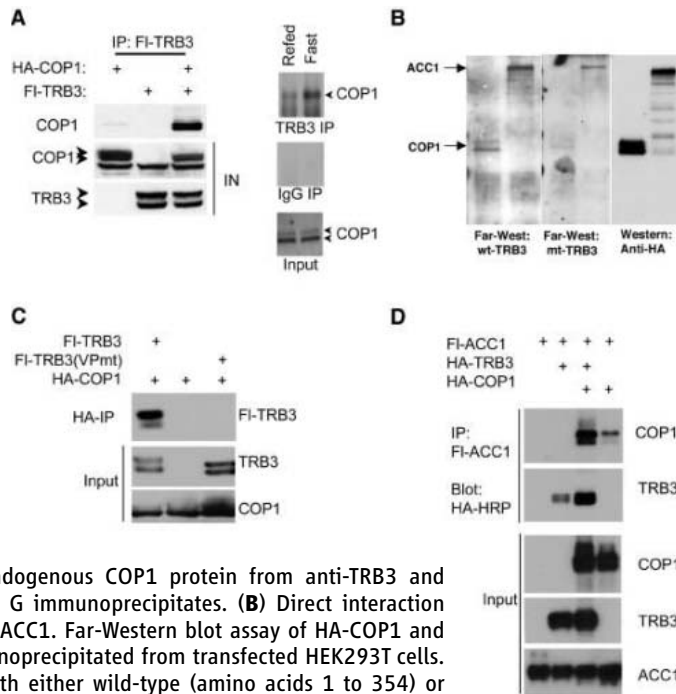 A
IP: Fl-TRB3
HA-COP1: + +
Fl-TRB3: + +
COP1
COP1
TRB3
IN
Refed
Fast
COP1
TRB3 IP
IgG IP
COP1
Input
B
ACC1
COP1
Far-West:
wt-TRB3
Far-West:
mt-TRB3
Western:
Anti-HA
C
Fl-TRB3 +
Fl-TRB3(VPmt) +
HA-COP1 + + +
HA-IP
Fl-TRB3
Input
TRB3
COP1
D
Fl-ACC1 + + + +
HA-TRB3 + +
HA-COP1 + +
IP:
Fl-ACC1
COP1
Blot:
HA-HRP
TRB3
Input
COP1
TRB3
ACC1
ndogenous COP1 protein from anti-TRB3 and
G immunoprecipitates. (B) Direct interaction
ACC1. Far-Western blot assay of HA-COP1 and
noprecipitated from transfected HEK293T cells.
th either wild-type (amino acids 1 to 354) or